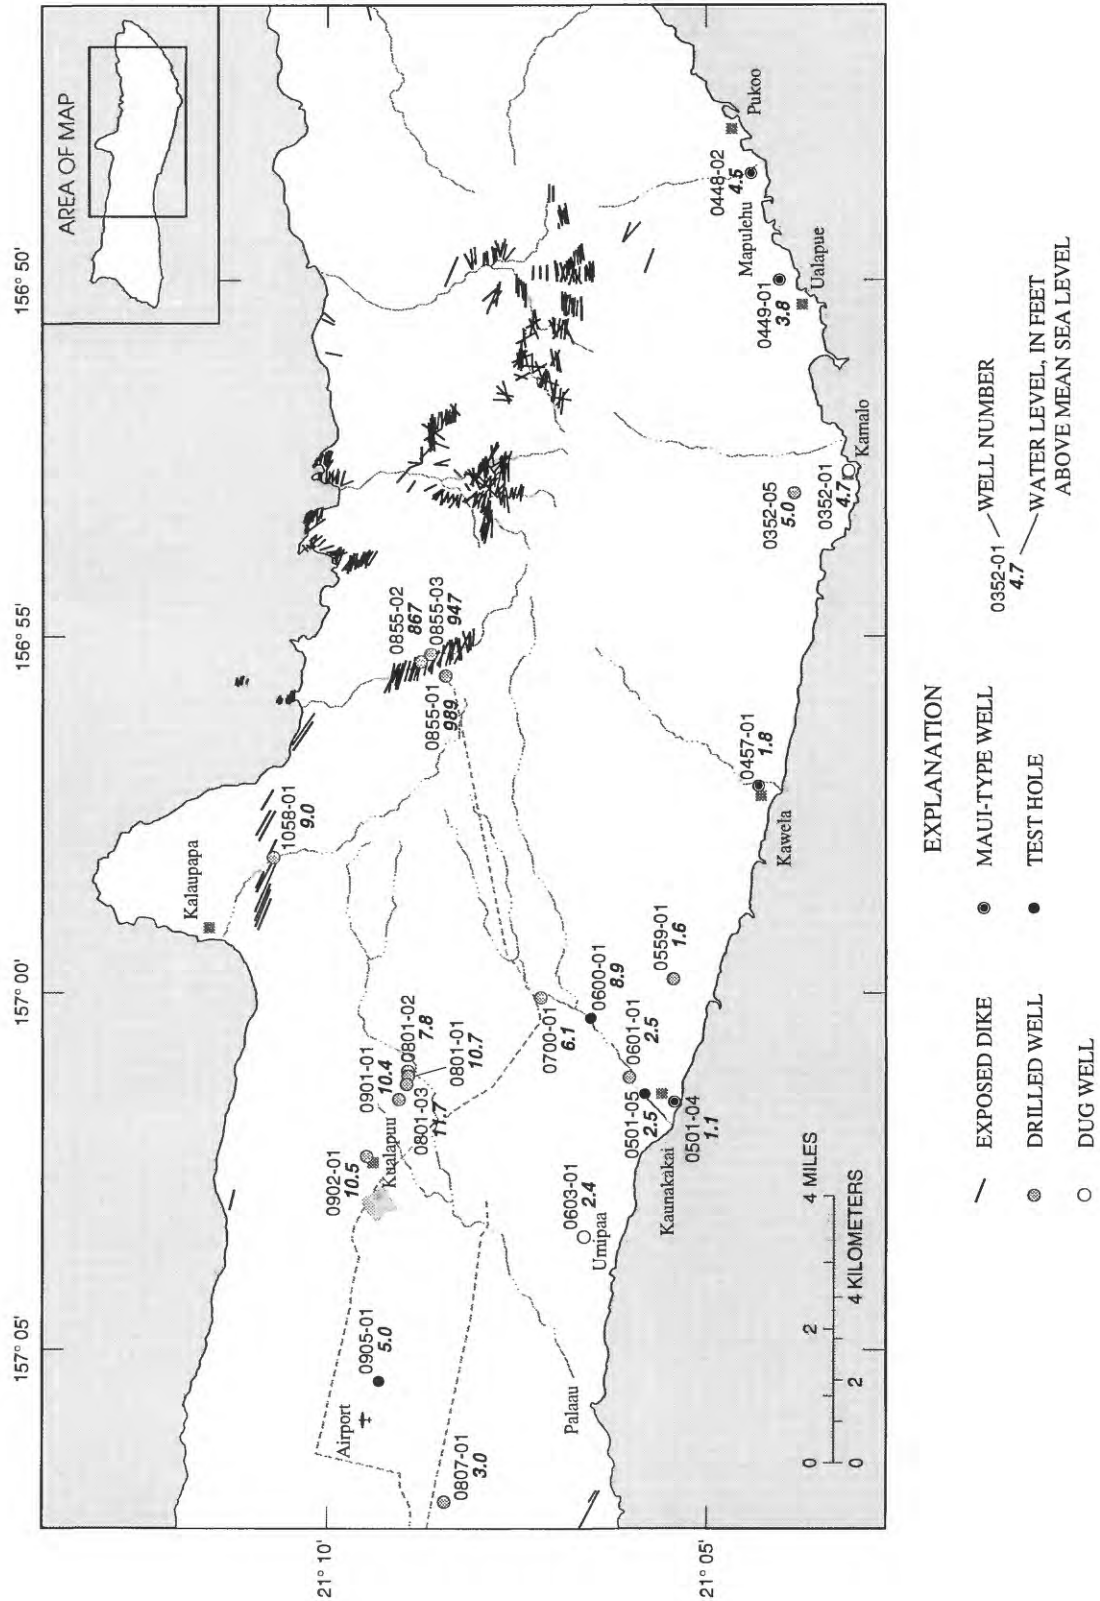 AREA OF MAP
156° 50'
156° 55'
157° 00'
157° 05'
21° 10'
21° 05'
Kalaupapa
1058-01
9.0
0855-02
867
0855-03
947
0855-01
989
0901-01
10.4
0801-02
7.8
0801-01
10.7
0801-03
11.7
0902-01
10.5
Kualapuu
0905-01
5.0
Airport
0807-01
3.0
0700-01
6.1
0600-01
8.9
0601-01
2.5
0559-01
1.6
0501-05
2.5
0501-04
1.1
Kaunakakai
0603-01
2.4
Umipaa
Palaau
0457-01
1.8
Kawela
0352-05
5.0
0352-01
4.7
Kamalo
0449-01
3.8
Ualapue
Mapulehu
0448-02
4.5
Pukoo
0 2 4 MILES
0 2 4 KILOMETERS
EXPLANATION
EXPOSED DIKE
DRILLED WELL
DUG WELL
MAUI-TYPE WELL
TEST HOLE
0352-01
4.7
WELL NUMBER
WATER LEVEL, IN FEET
ABOVE MEAN SEA LEVEL